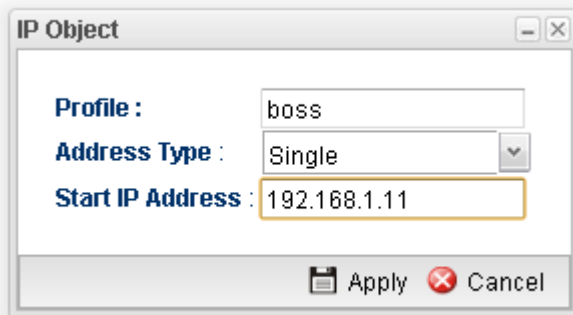 IP Object
Profile : boss
Address Type : Single
Start IP Address : 192.168.1.11
Apply Cancel